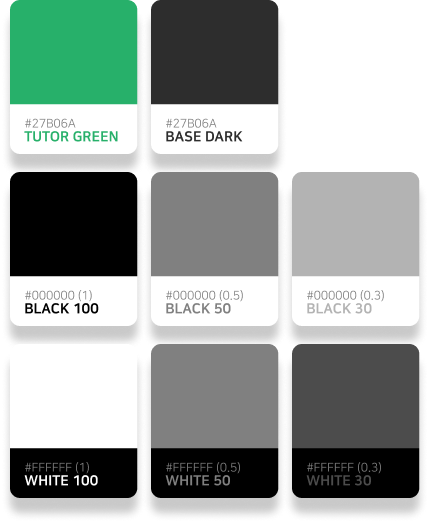 #27B06A
TUTOR GREEN
#27B06A
BASE DARK
#000000 (1)
BLACK 100
#000000 (0.5)
BLACK 50
#000000 (0.3)
BLACK 30
#FFFFFF (1)
WHITE 100
#FFFFFF (0.5)
WHITE 50
#FFFFFF (0.3)
WHITE 30